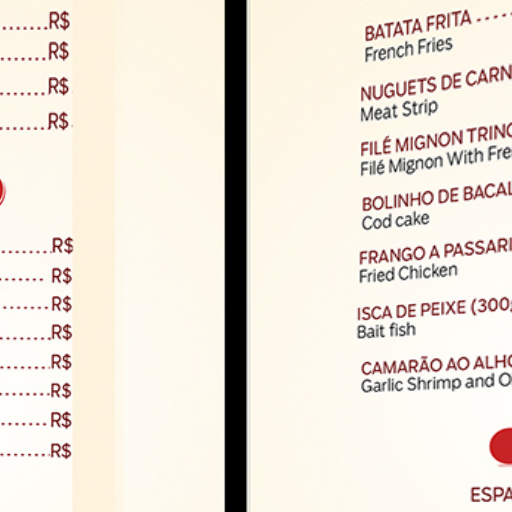 R$
R$
R$
R$
R$
R$
R$
R$
R$
R$
R$
R$
BATATA FRITA
French Fries
NUGUETS DE CARN
Meat Strip
FILÉ MIGNON TRINC
Filé Mignon With Fre
BOLINHO DE BACAL
Cod cake
FRANGO A PASSARI
Fried Chicken
ISCA DE PEIXE (300g
Bait fish
CAMARÃO AO ALHO
Garlic Shrimp and O
ESPA